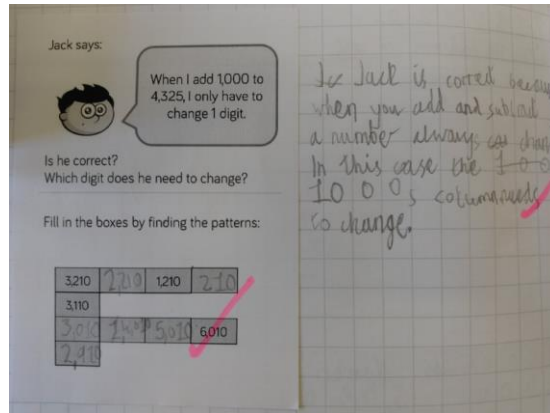 Jack says:
When I add 1,000 to
4,325, I only have to
change 1 digit.
Is he correct?
Which digit does he need to change?
Fill in the boxes by finding the patterns:
3,210 2,210 1,210 210
3,110
3,010 5,010 6,010
2,910
Jack is correct
when you add and
a number always
In this case the 100
1000s column needs
to change.